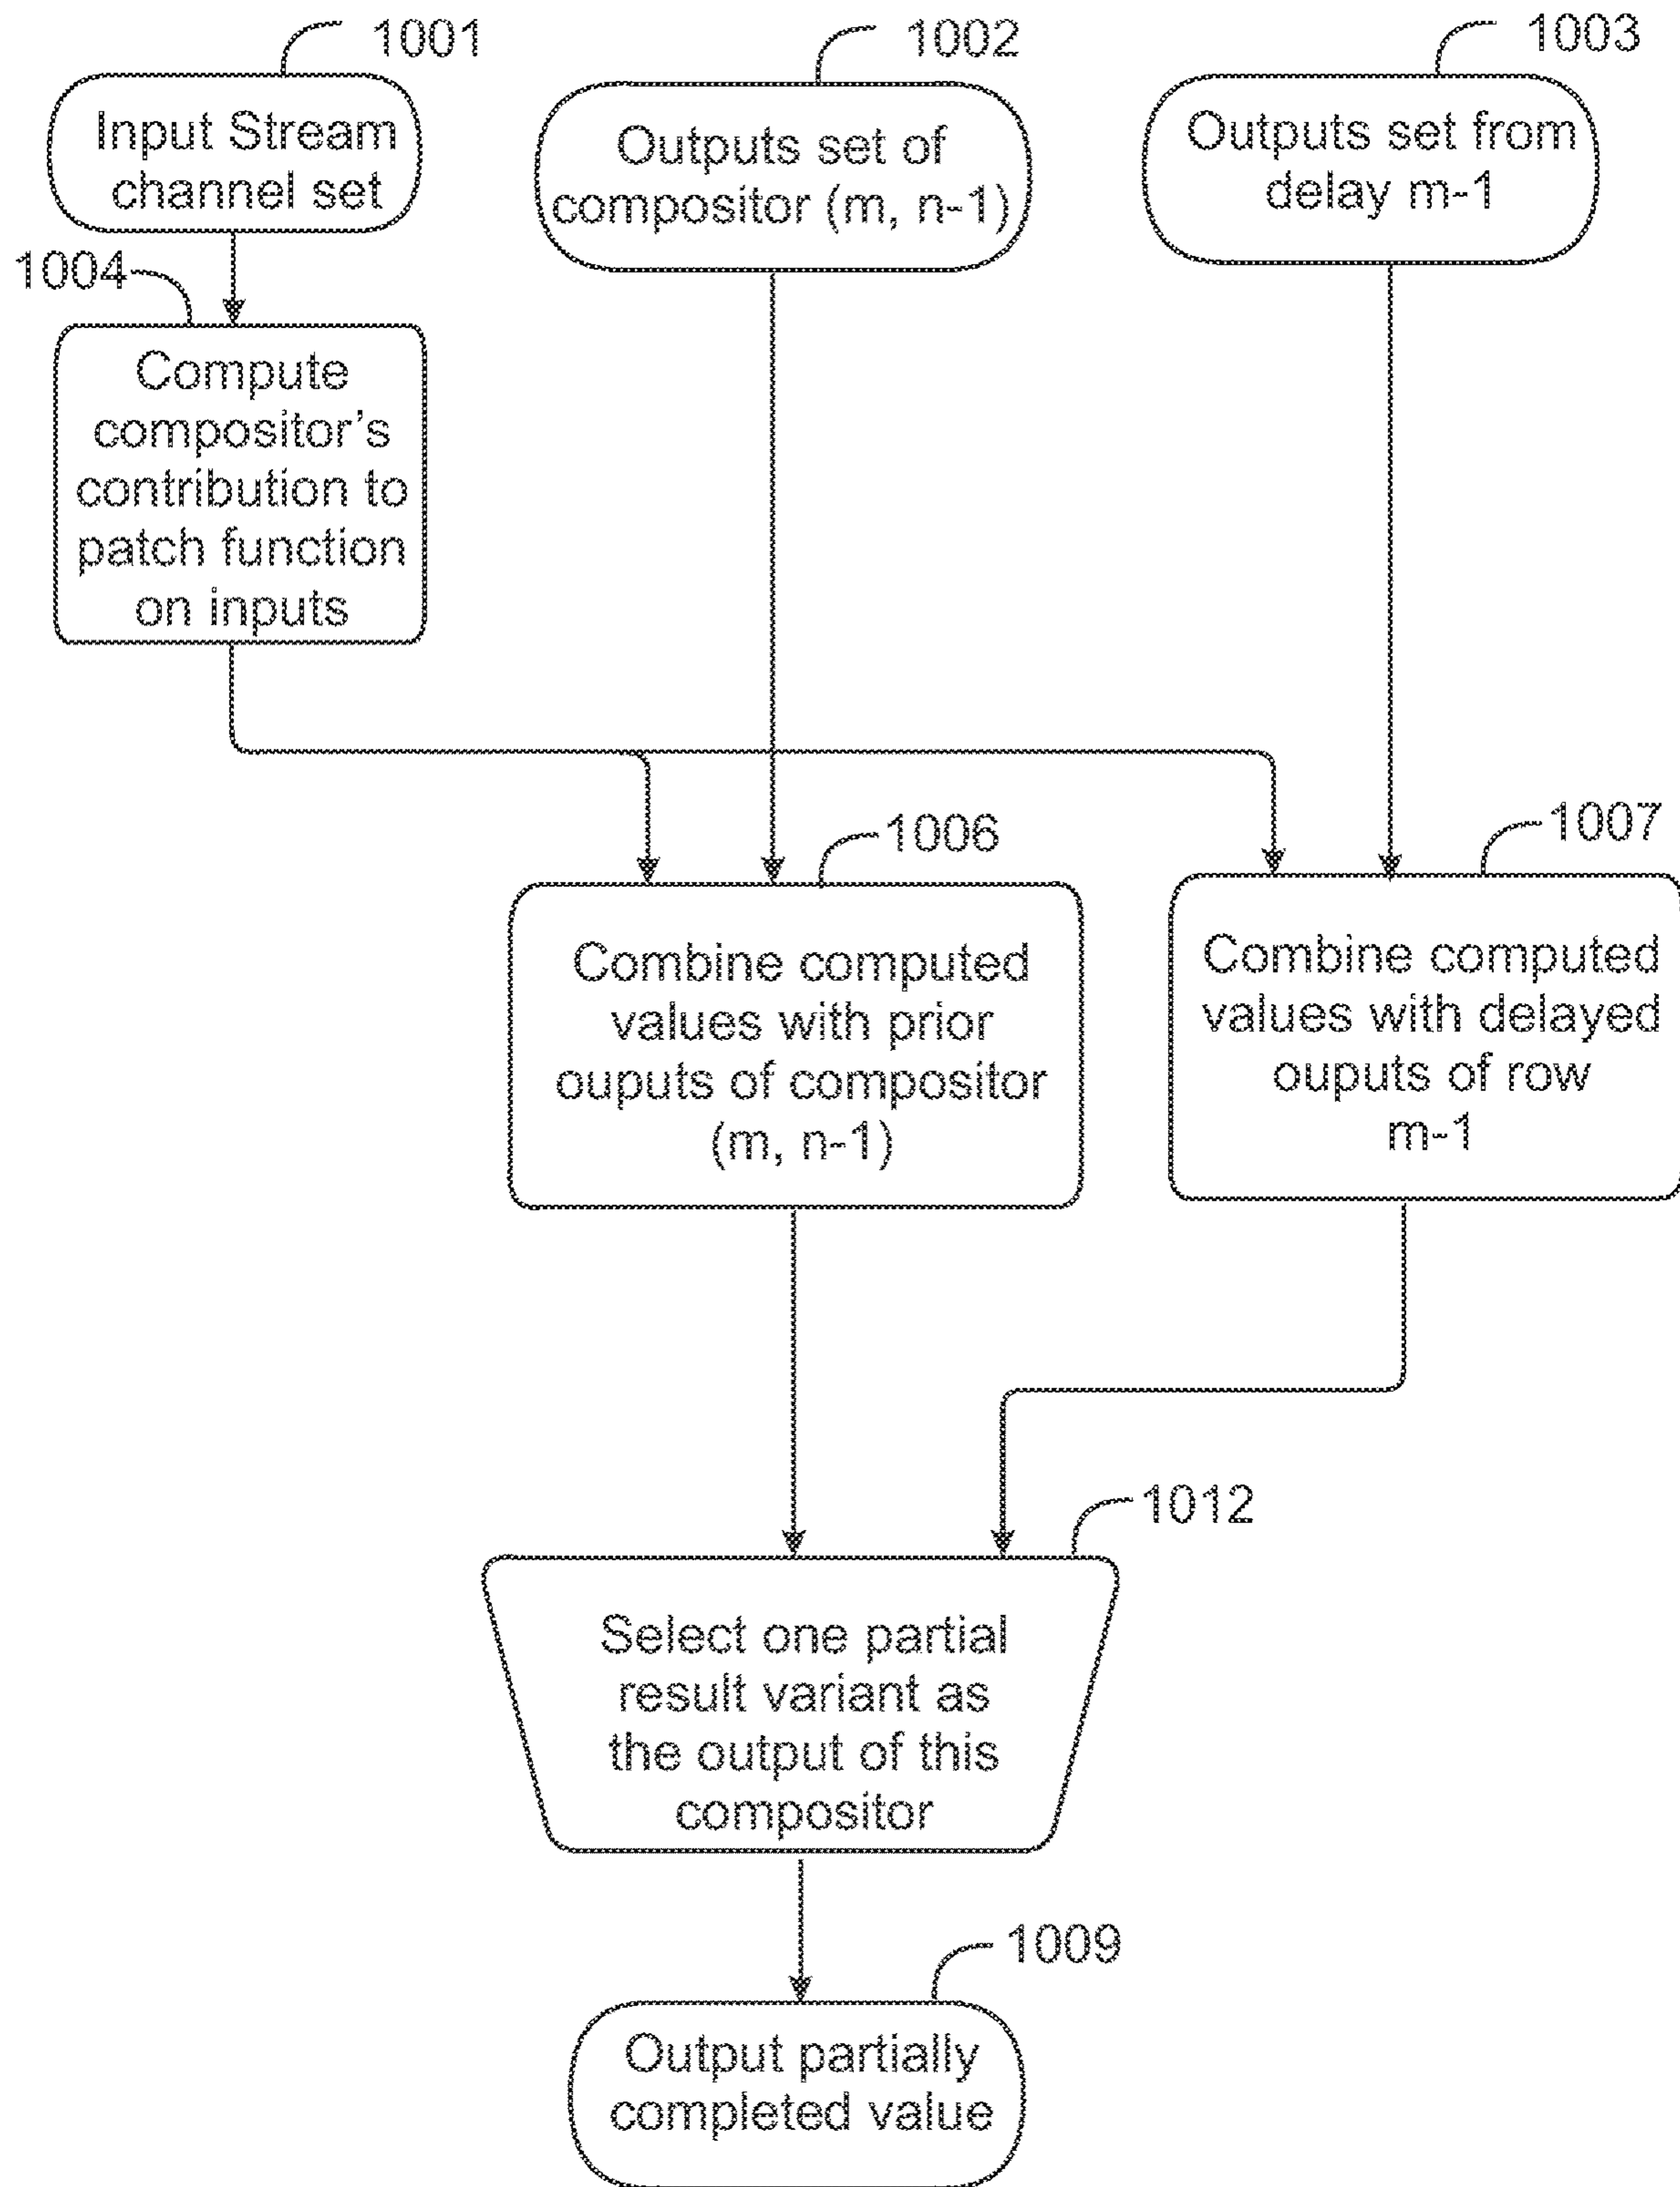 1001
1002
1003
Input Stream
channel set
Outputs set of
compositor (m, n-1)
Outputs set from
delay m-1
1004
Compute
compositor's
contribution to
patch function
on inputs
1006
1007
Combine computed
values with prior
ouputs of compositor
(m, n-1)
Combine computed
values with delayed
ouputs of row
m-1
1012
Select one partial
result variant as
the output of this
compositor
1009
Output partially
completed value